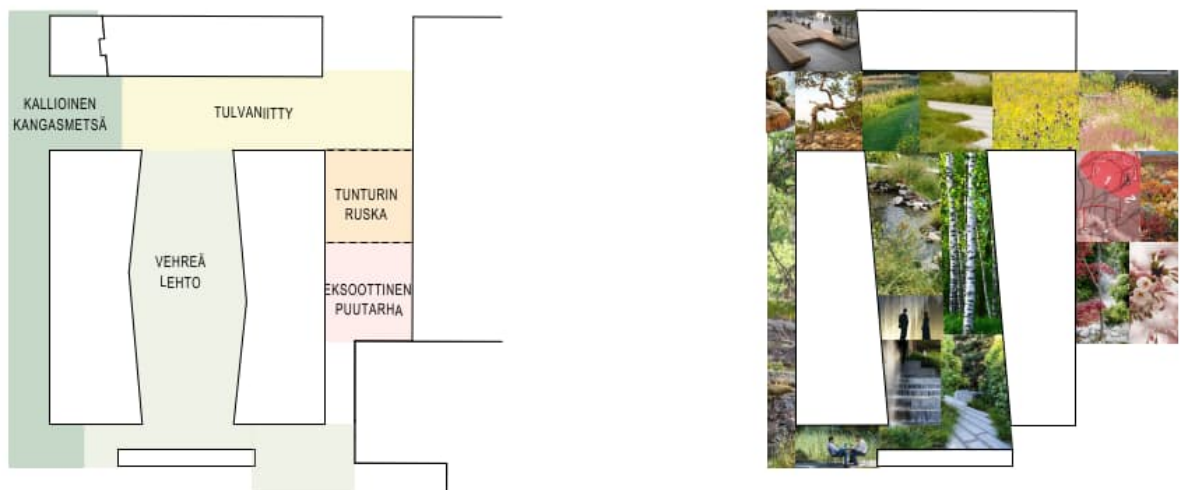 KALLIOINEN
KANGASMETSÄ
TULVANIITTY
TUNTURIN
RUSKA
VEHREÄ
LEHTO
EKSOOTTINEN
PUUTARHA